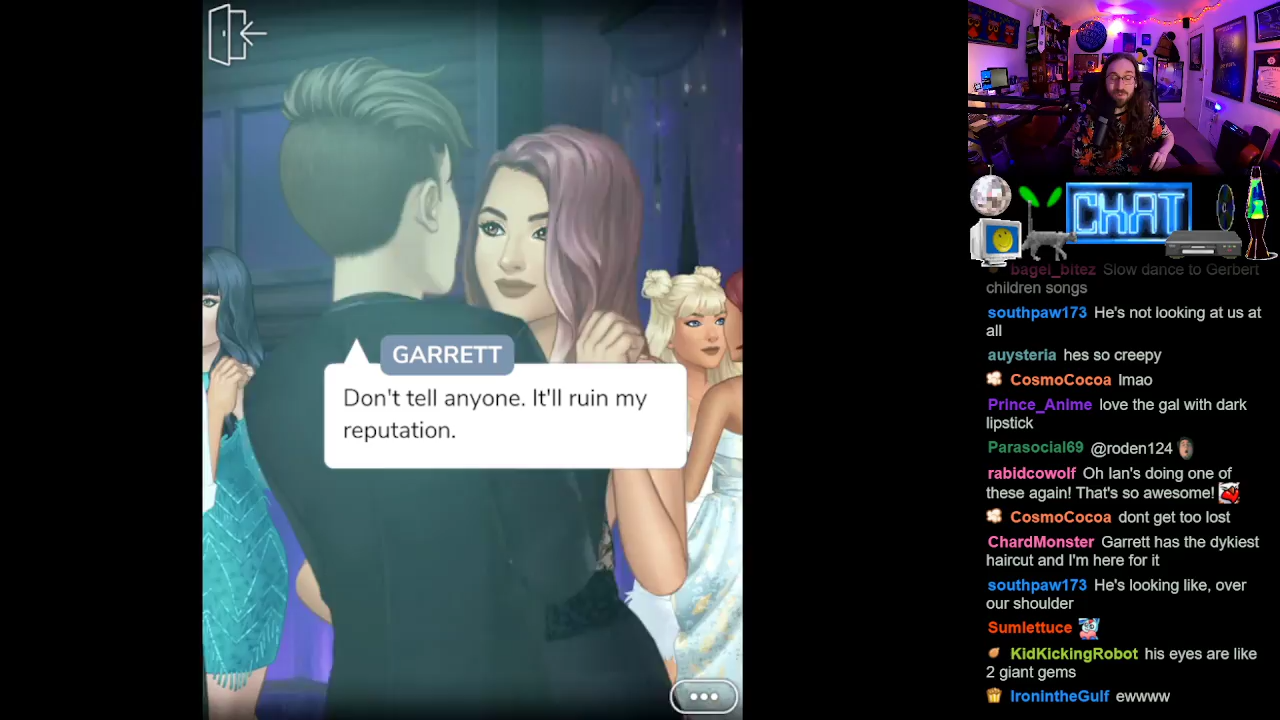 GARRETT
Don't tell anyone. It'll ruin my
reputation.
CHAT
bagel_bitez Slow dance to Gerbert
children songs
southpaw173 He's not looking at us at
all
auysteria hes so creepy
CosmoCocoa lmao
Prince_Anime love the gal with dark
lipstick
Parasocial69 @roden124
rabidcowolf Oh Ian's doing one of
these again! That's so awesome!
CosmoCocoa dont get too lost
ChardMonster Garrett has the dykiest
haircut and I'm here for it
southpaw173 He's looking like, over
our shoulder
Sumlettuce
KidKickingRobot his eyes are like
2 giant gems
IronintheGulf ewwww